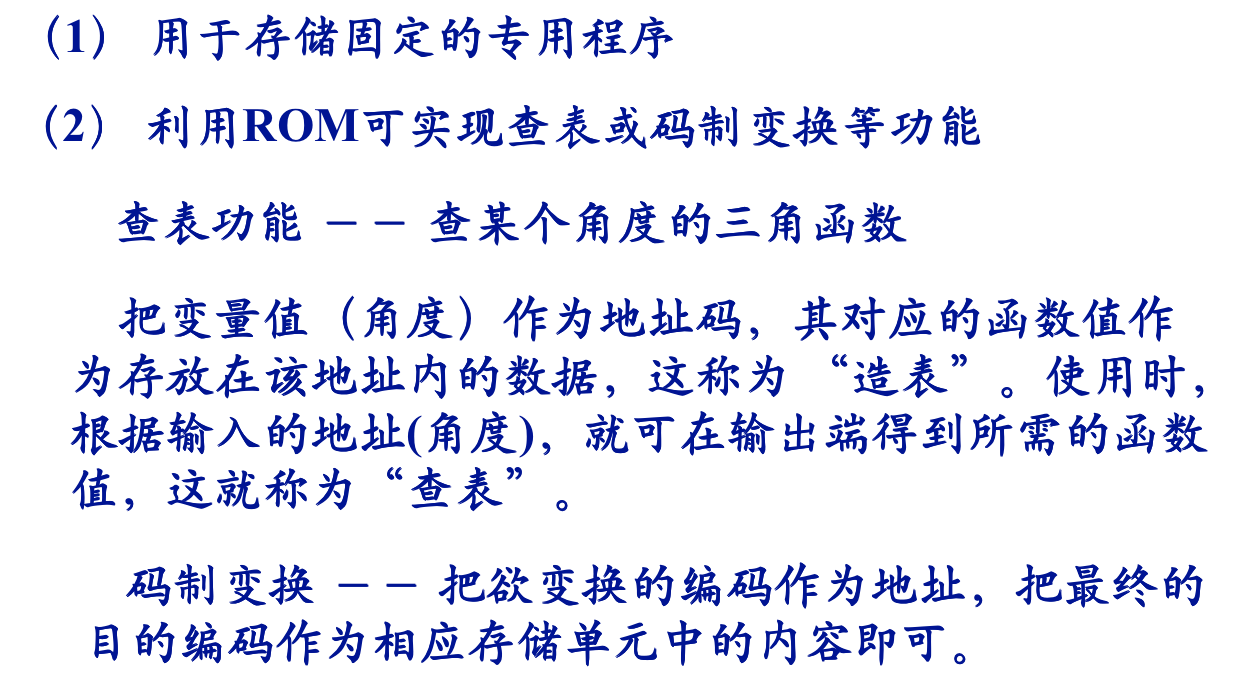 （1） 用于存储固定的专用程序
（2） 利用ROM可实现查表或码制变换等功能
查表功能 －－ 查某个角度的三角函数
把变量值（角度）作为地址码，其对应的函数值作
为存放在该地址内的数据，这称为 “造表”。使用时，
根据输入的地址(角度)，就可在输出端得到所需的函数
值，这就称为“查表”。
码制变换 －－ 把欲变换的编码作为地址，把最终的
目的编码作为相应存储单元中的内容即可。